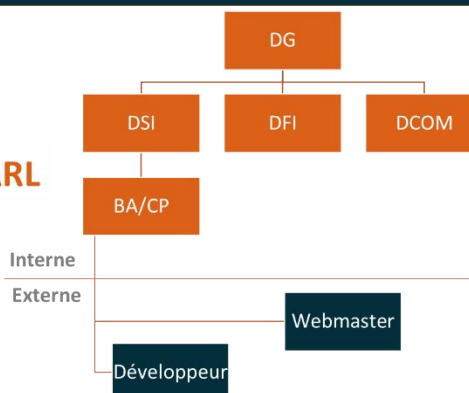 DG
DSI
DFI
DCOM
BA/CP
Interne
Externe
Webmaster
Développeur